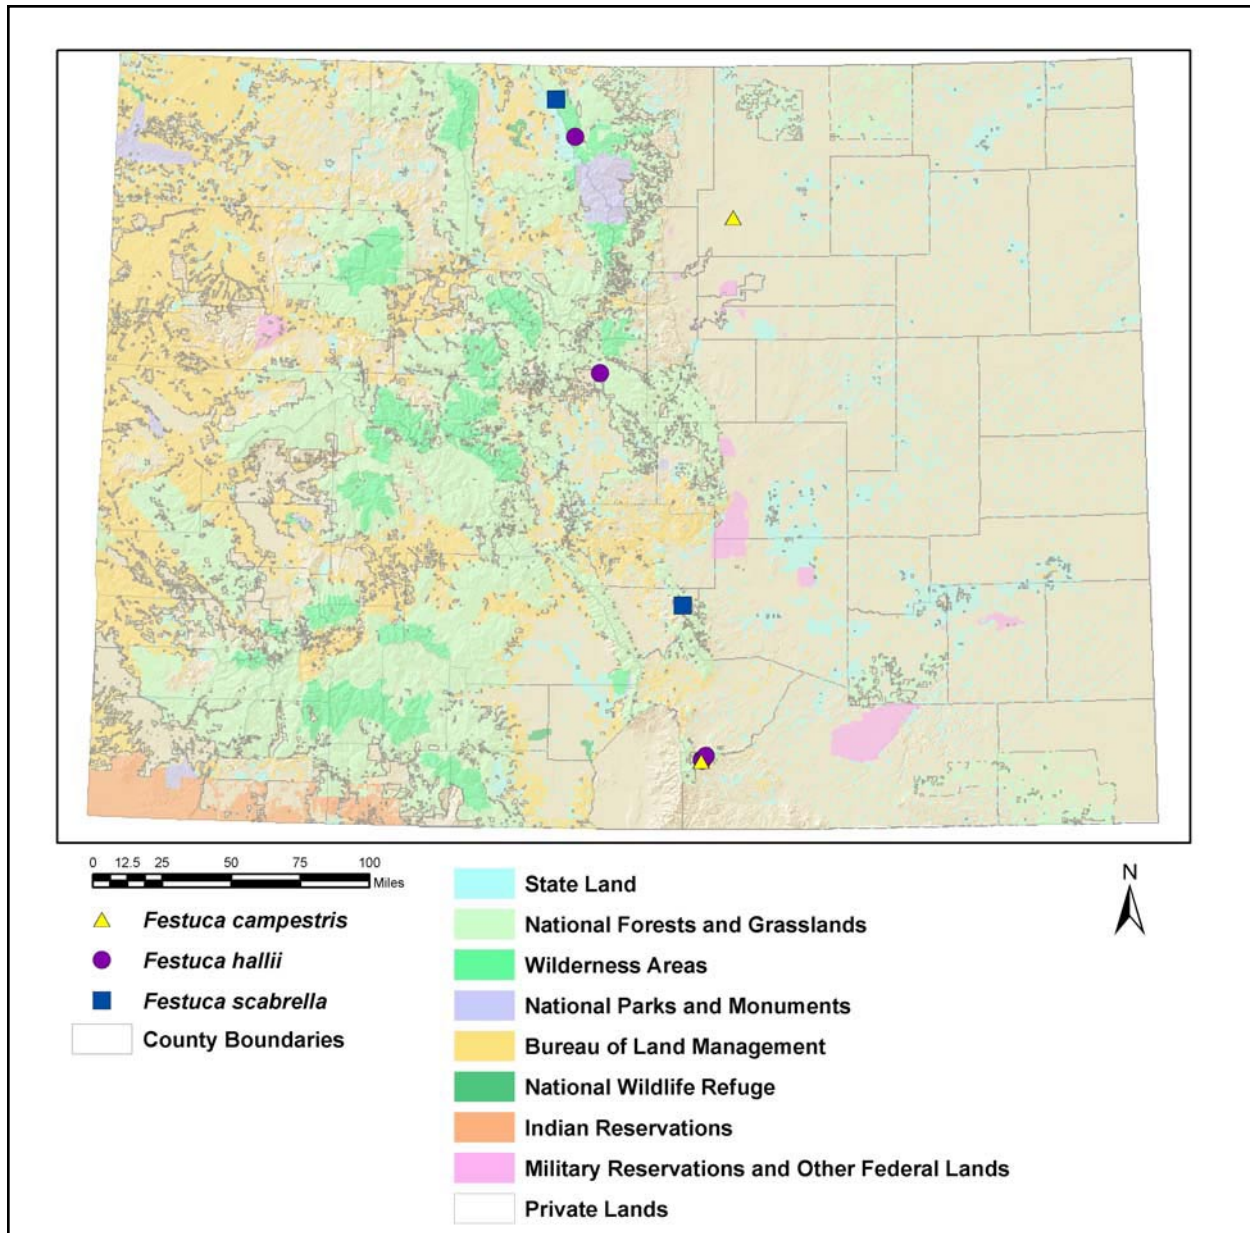 0 12.5 25 50 75 100
Miles
Festuca campestris
Festuca hallii
Festuca scabrella
County Boundaries
State Land
National Forests and Grasslands
Wilderness Areas
National Parks and Monuments
Bureau of Land Management
National Wildlife Refuge
Indian Reservations
Military Reservations and Other Federal Lands
Private Lands
N